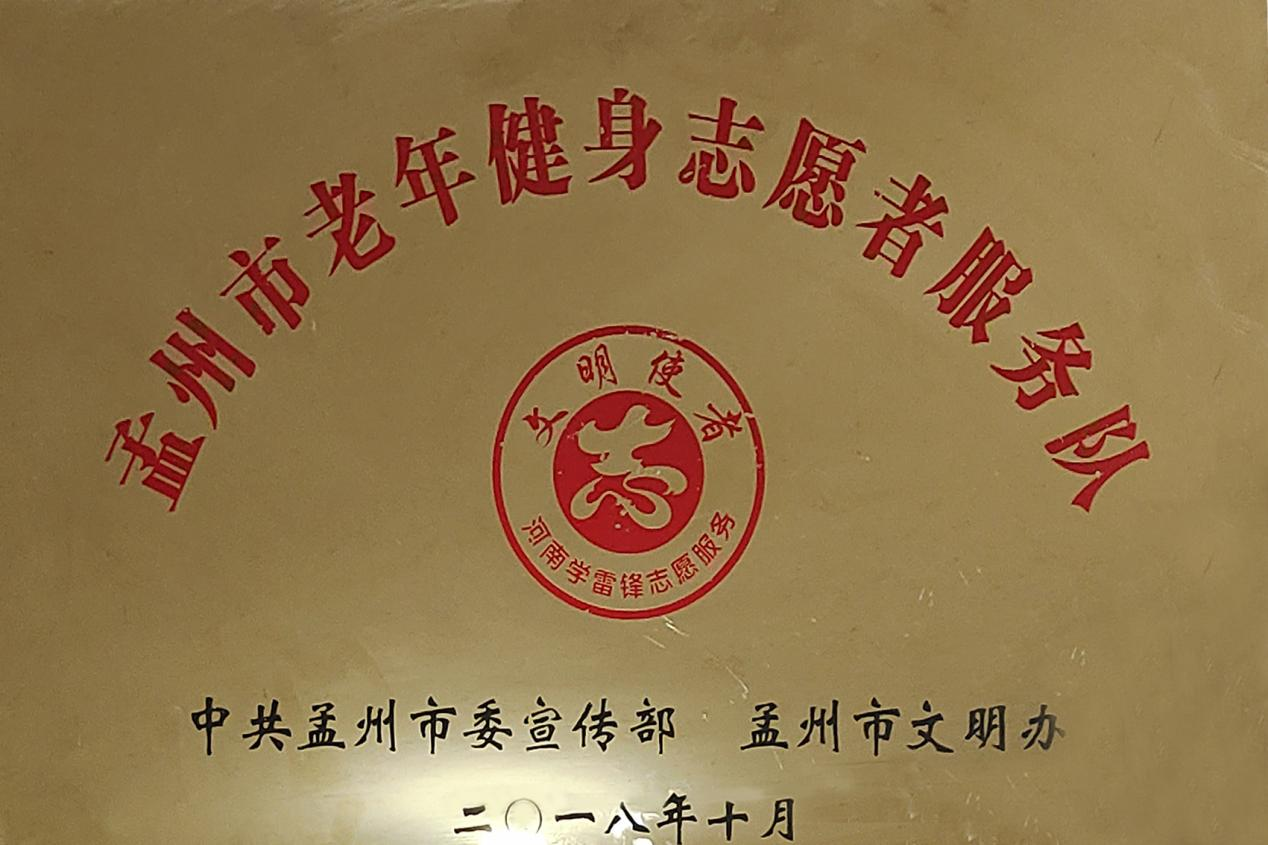 孟州市老年健身志愿者服务队
文明使者
河南学雷锋志愿服务
中共孟州市委宣传部 孟州市文明办
二〇一八年十月